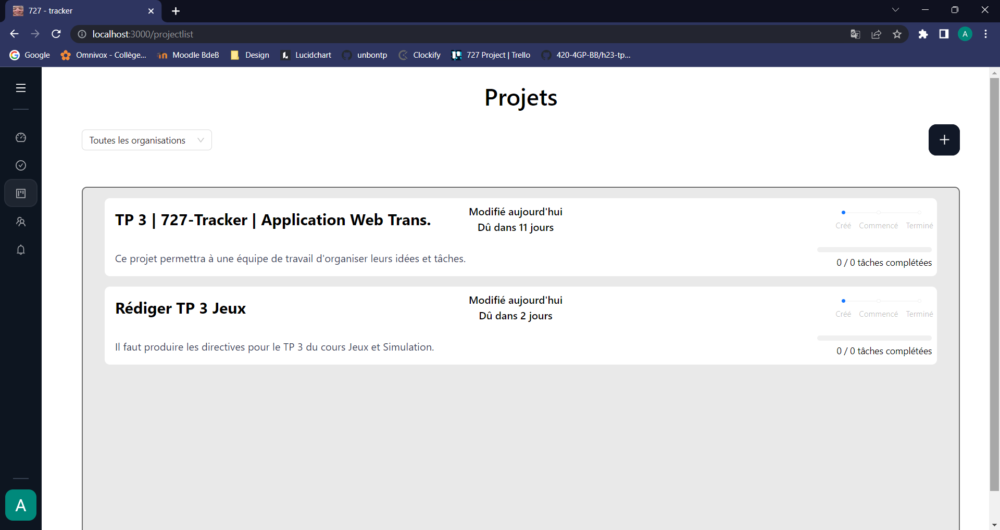 727 - tracker
localhost:3000/projectlist
A
Google
Omnivox - Collège...
Moodle BdeB
Design
Lucidchart
unbontp
Clockify
727 Project | Trello
420-4GP-BB/h23-tp...
Projets
Toutes les organisations
+
TP 3 | 727-Tracker | Application Web Trans.
Modifié aujourd'hui
Dû dans 11 jours
Créé Commencé Terminé
Ce projet permettra à une équipe de travail d'organiser leurs idées et tâches.
0 / 0 tâches complétées
Rédiger TP 3 Jeux
Modifié aujourd'hui
Dû dans 2 jours
Créé Commencé Terminé
Il faut produire les directives pour le TP 3 du cours Jeux et Simulation.
0 / 0 tâches complétées
A